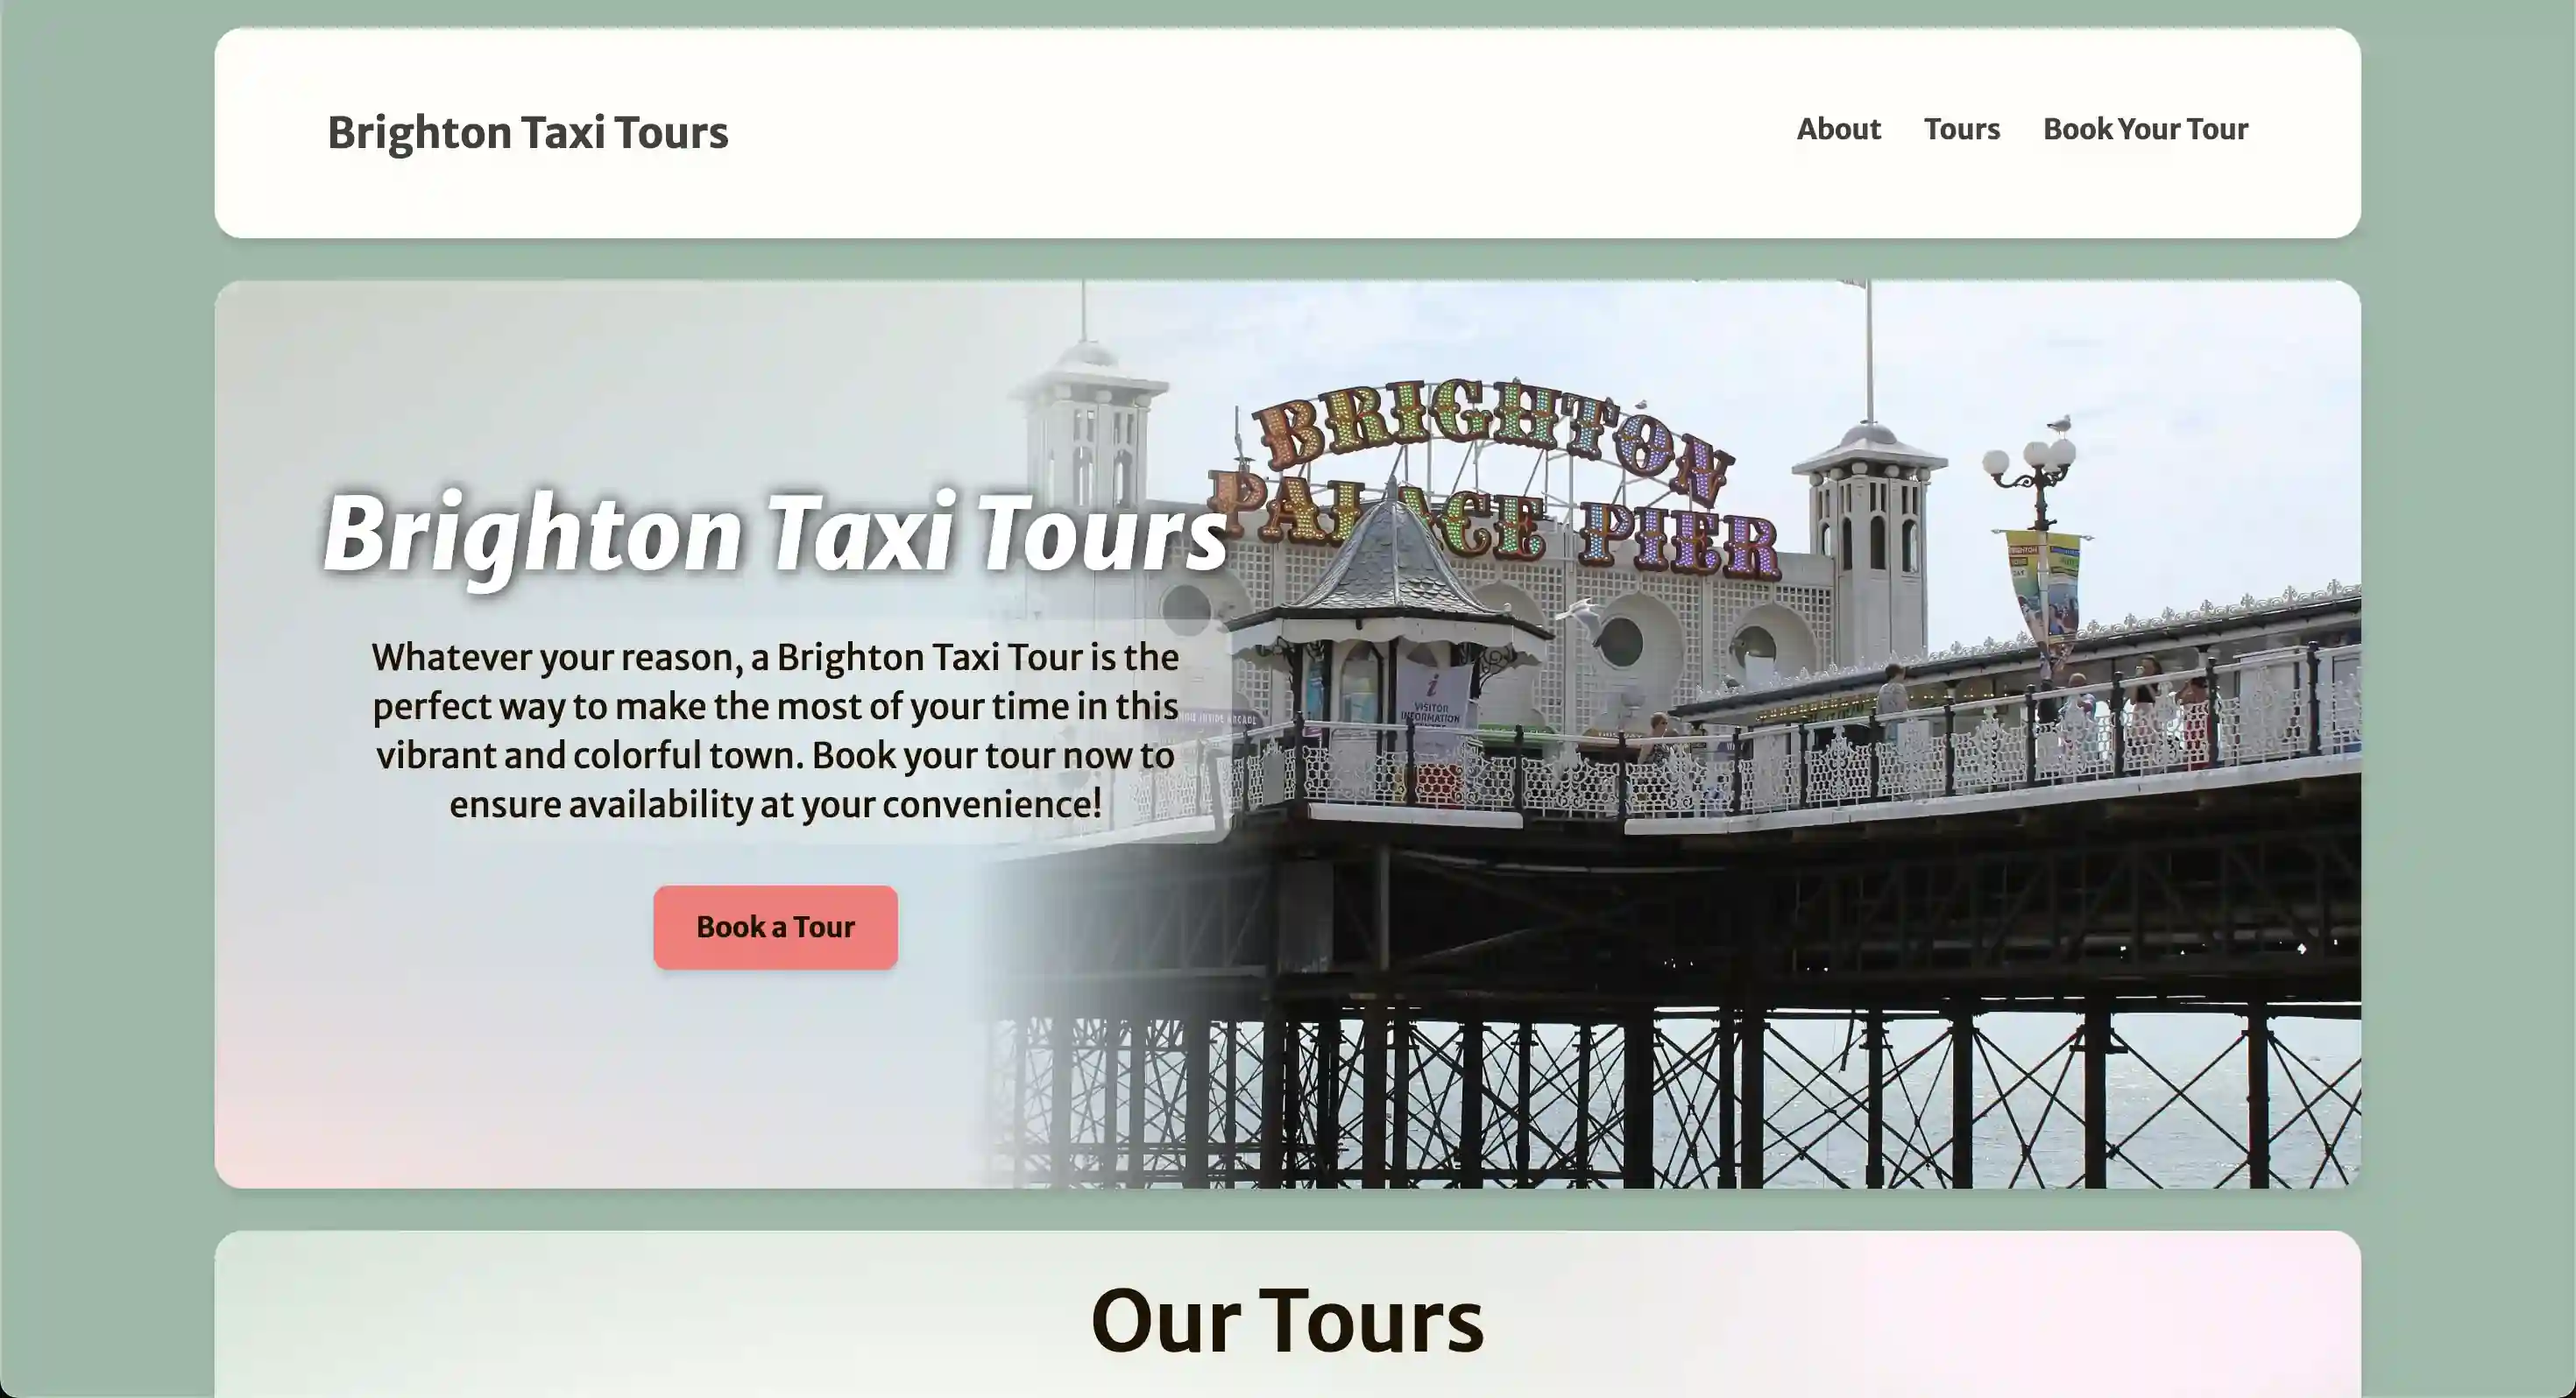 Brighton Taxi Tours
About Tours Book Your Tour
BRIGHTON
PALACE PIER
Brighton Taxi Tours
Whatever your reason, a Brighton Taxi Tour is the
perfect way to make the most of your time in this
vibrant and colorful town. Book your tour now to
ensure availability at your convenience!
i
VISITOR
INFORMATION
Book a Tour
Our Tours